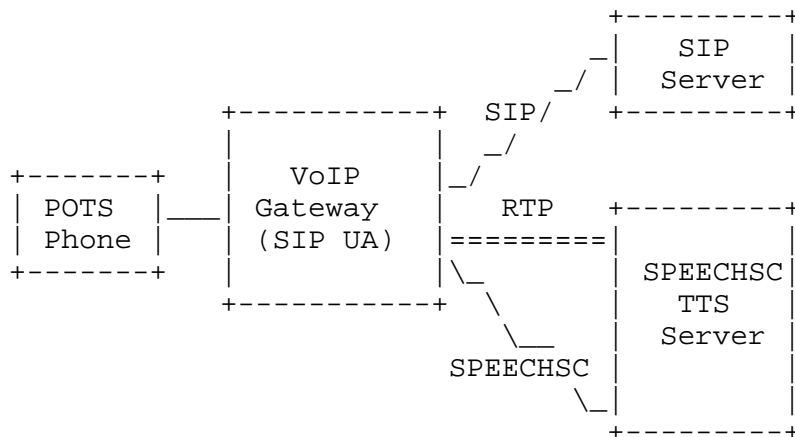 SIP
Server
SIP
VoIP
POTS Gateway RTP
Phone (SIP UA)
SPEECHSC
TTS
Server
SPEECHSC